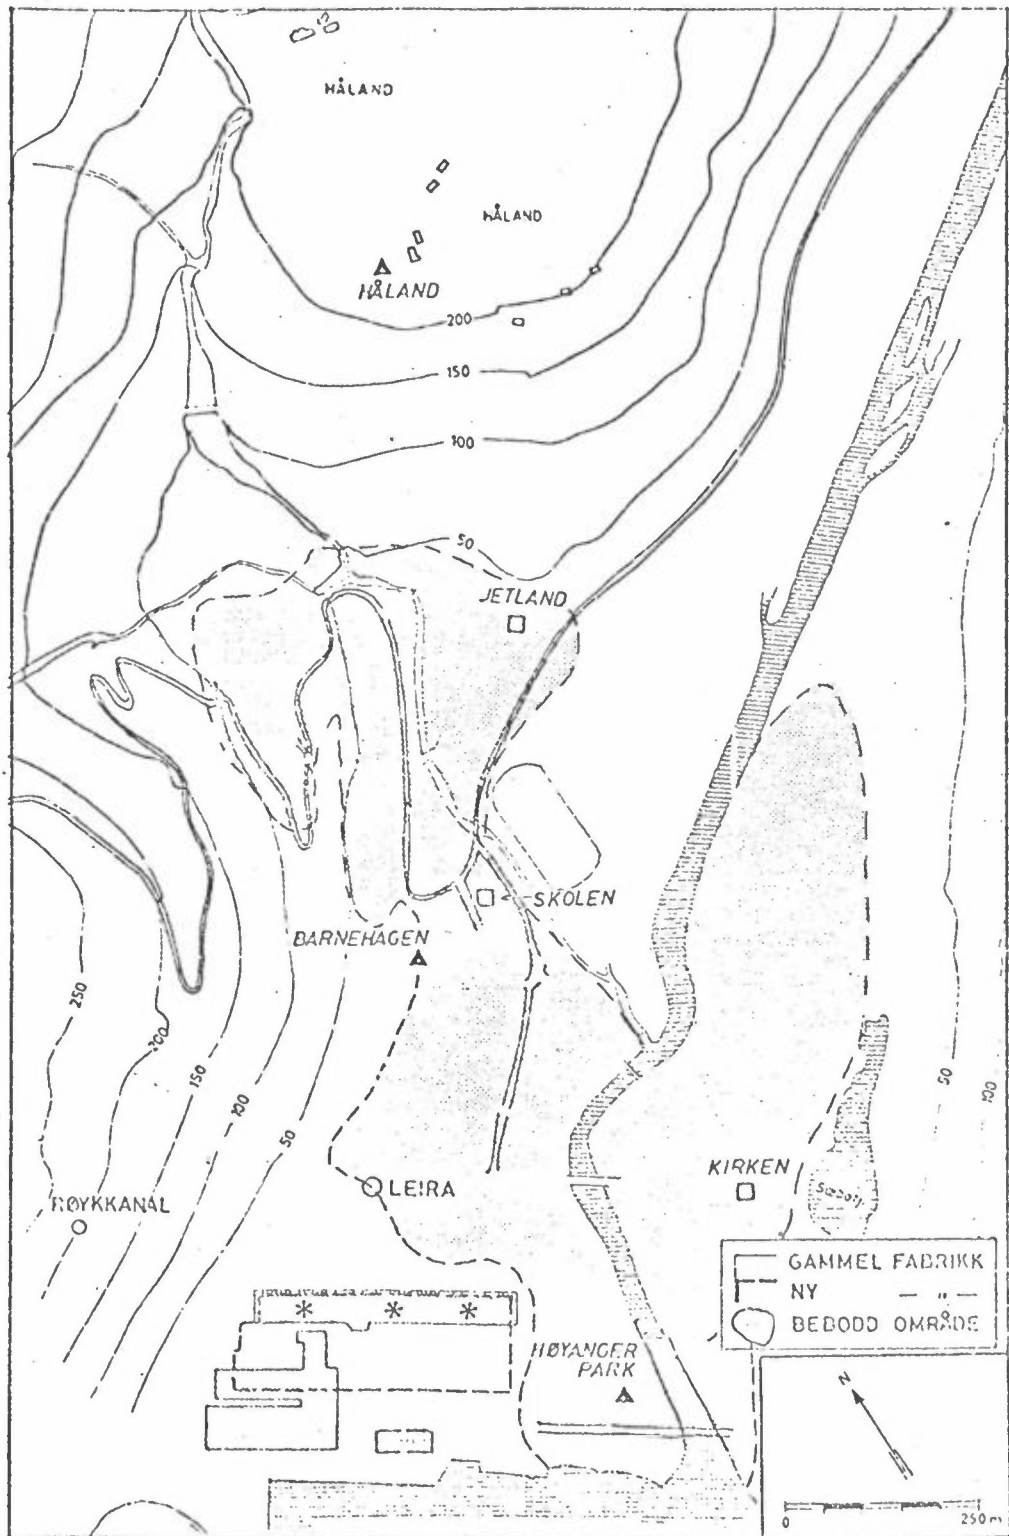 HÅLAND
HÅLAND
HÅLAND
200
150
100
50
JETLAND
SKOLEN
BARNEHAGEN
250
200
150
100
50
50
100
LEIRA
RØYKKANAL
KIRKEN
GAMMEL FABRIKK
NY — " —
BEBODD OMRÅDE
HØYANGER
PARK
N
0 250 m